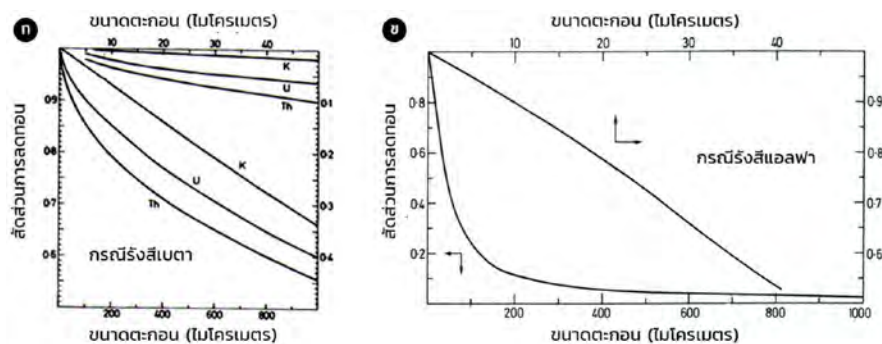 ก
ขนาดตะกอน (ไมโครเมตร)
10 20 30 40
K
U
Th
0.9
0.7
0.6
สัดส่วนการลดทอน
0.1
0.2
0.3
0.4
K
U
Th
กรณีรังสีเบตา
200 400 600 800
ขนาดตะกอน (ไมโครเมตร)
ข
ขนาดตะกอน (ไมโครเมตร)
0 10 20 30 40
0.8
0.6
0.4
0.2
สัดส่วนการลดทอน
0.9
0.8
0.7
0.6
กรณีรังสีแอลฟา
0 200 400 600 800 1000
ขนาดตะกอน (ไมโครเมตร)